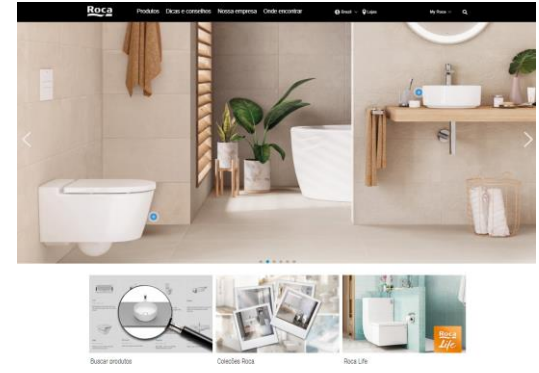 Roca
Produtos Dicas e conselhos Nossa empresa Onde encontrar
Brasil Lojas
My Roca
Roca
Life
Buscar produtos
Coleções Roca
Roca Life